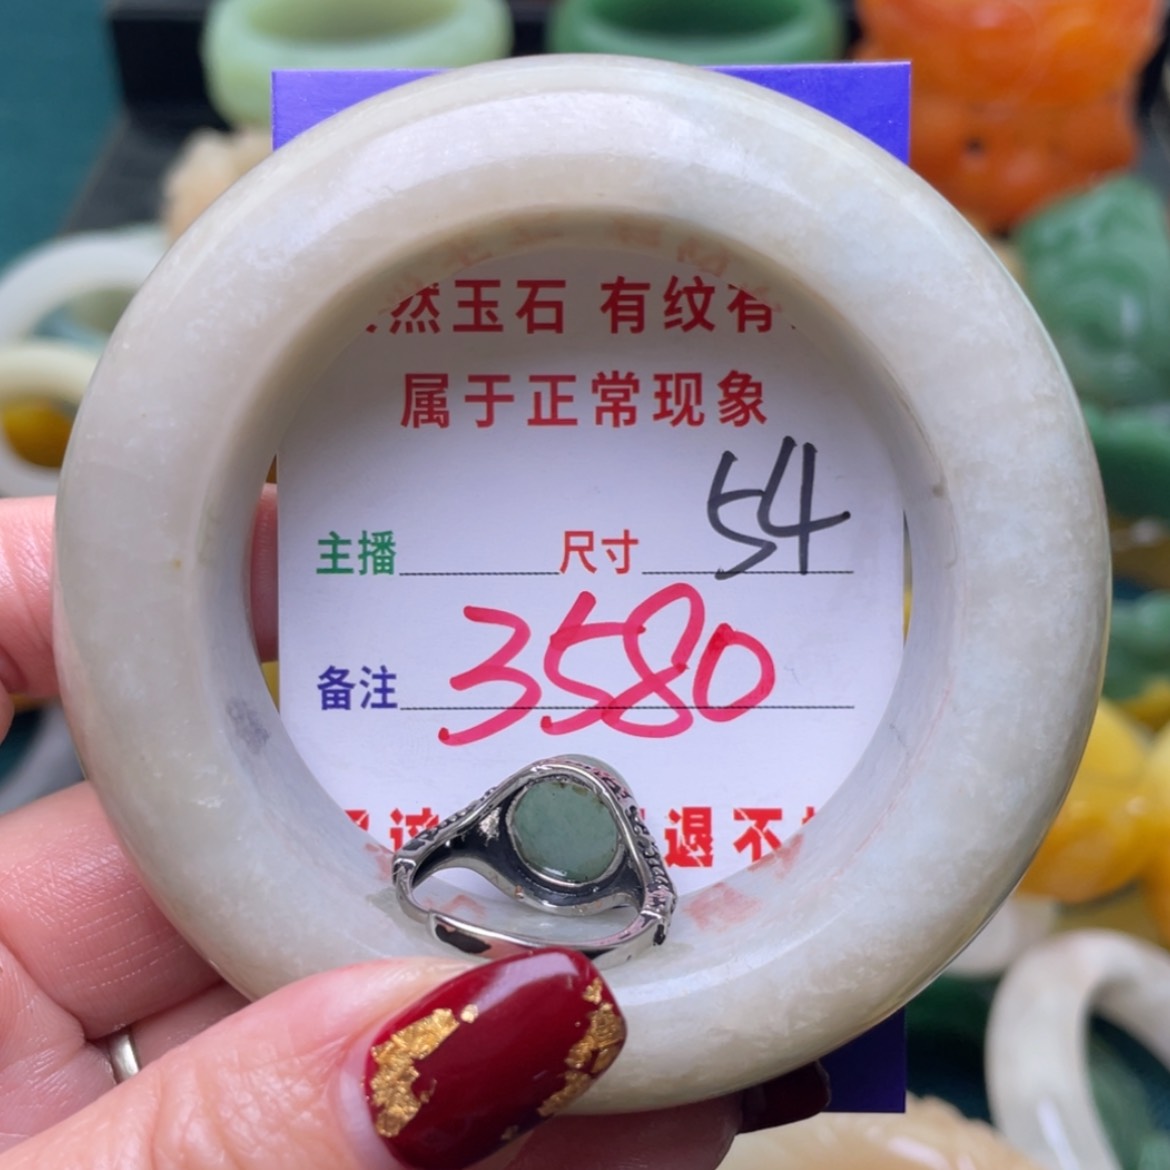 然玉石 有纹有
属于正常现象
主播 尺寸 54
备注 3580
退不